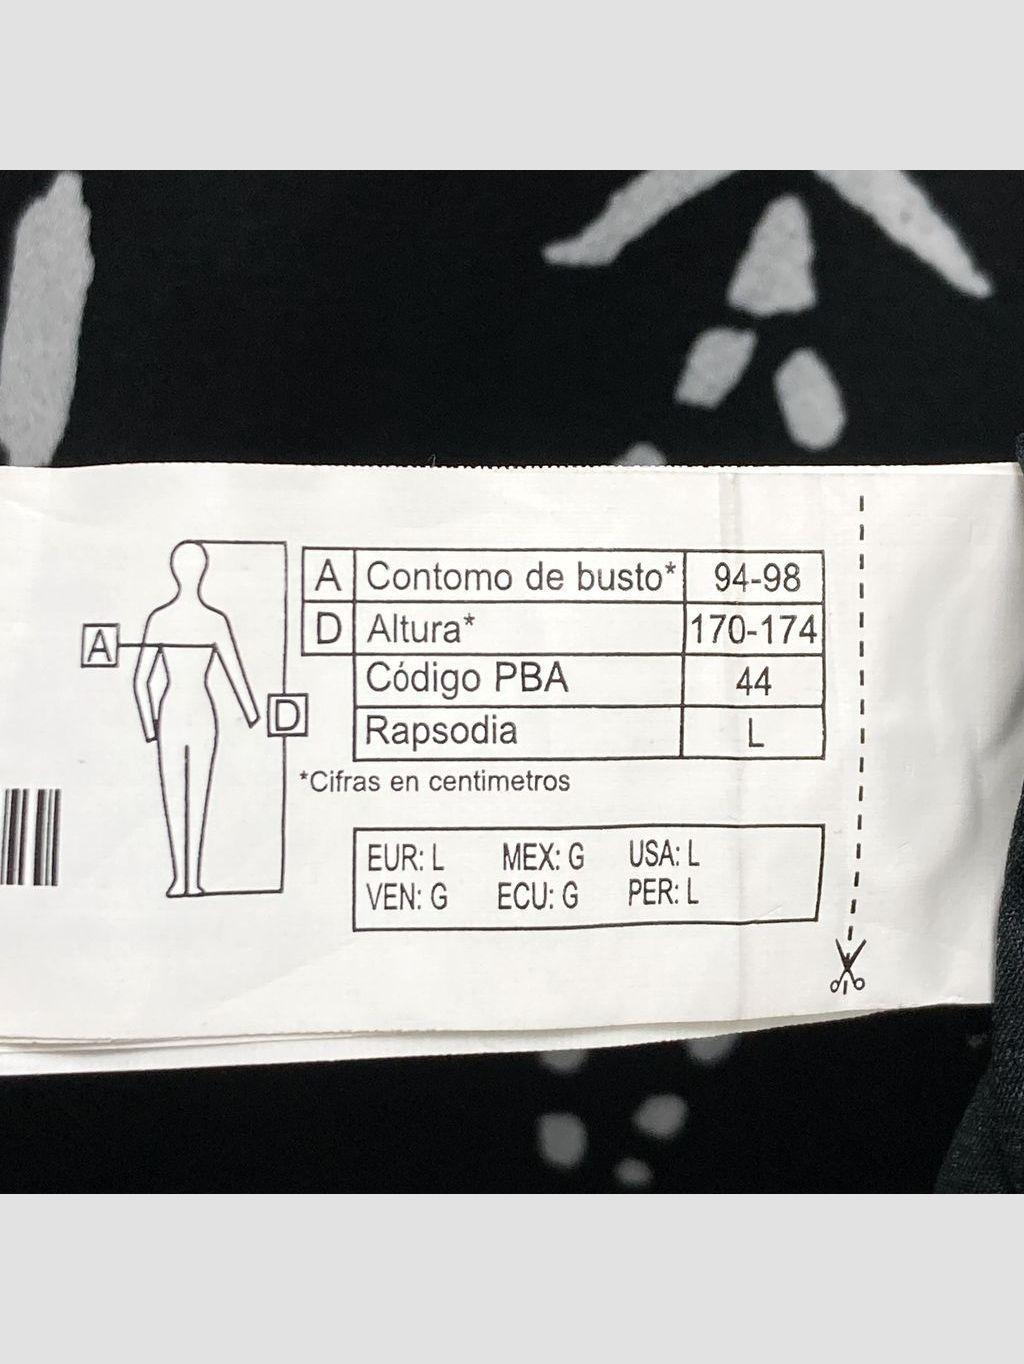 A Contomo de busto* 94-98
D Altura* 170-174
Código PBA 44
Rapsodia L
*Cifras en centimetros
A
D
EUR: L MEX: G USA: L
VEN: G ECU: G PER: L